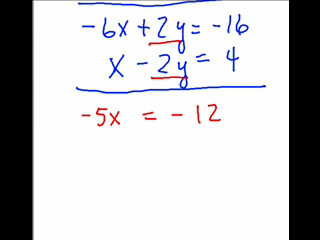 -6x + 2y = -16
x - 2y = 4
-5x = -12